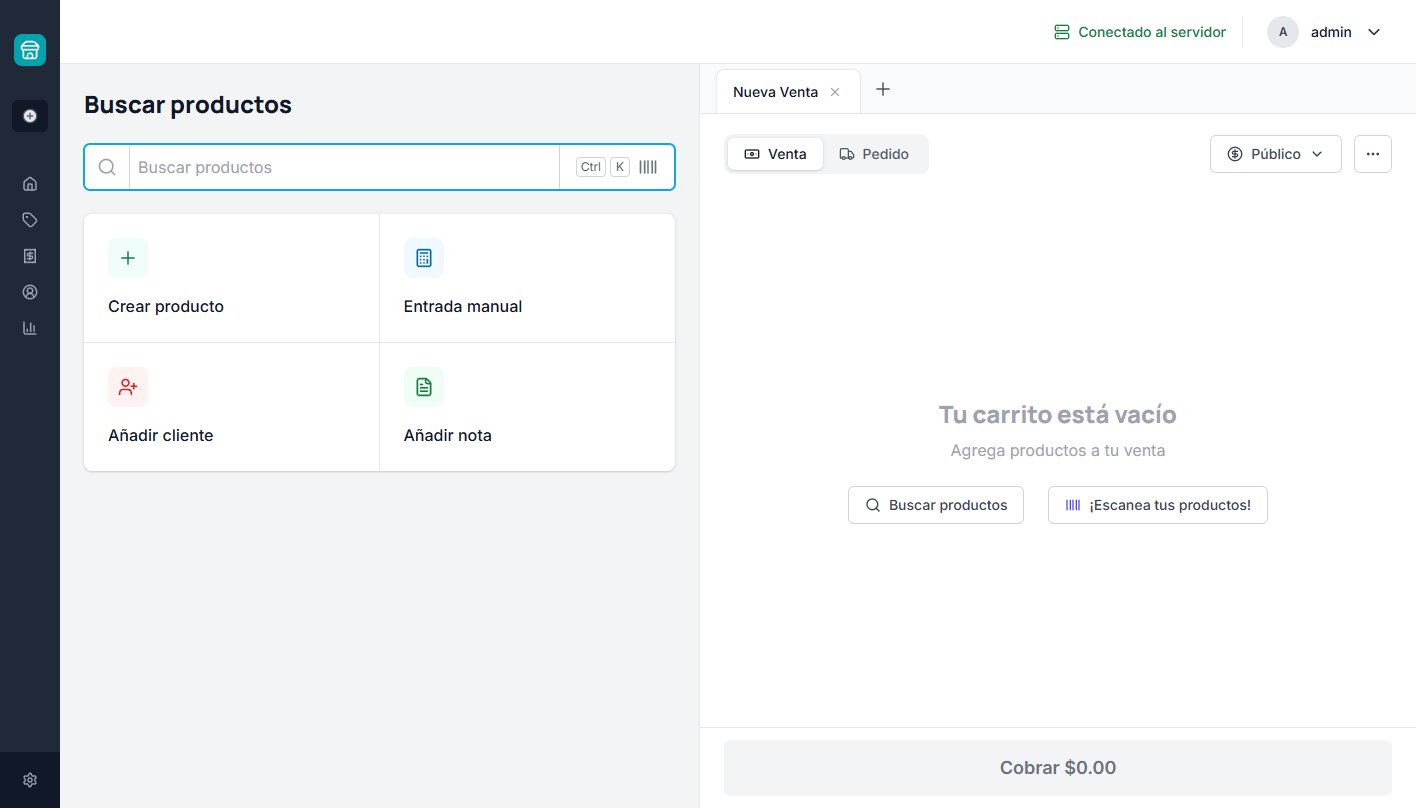 Conectado al servidor
A
admin
Buscar productos
Buscar productos
Ctrl K
Crear producto
Entrada manual
Añadir cliente
Añadir nota
Nueva Venta
Venta
Pedido
Público
Tu carrito está vacío
Agrega productos a tu venta
Buscar productos
¡Escanea tus productos!
Cobrar $0.00